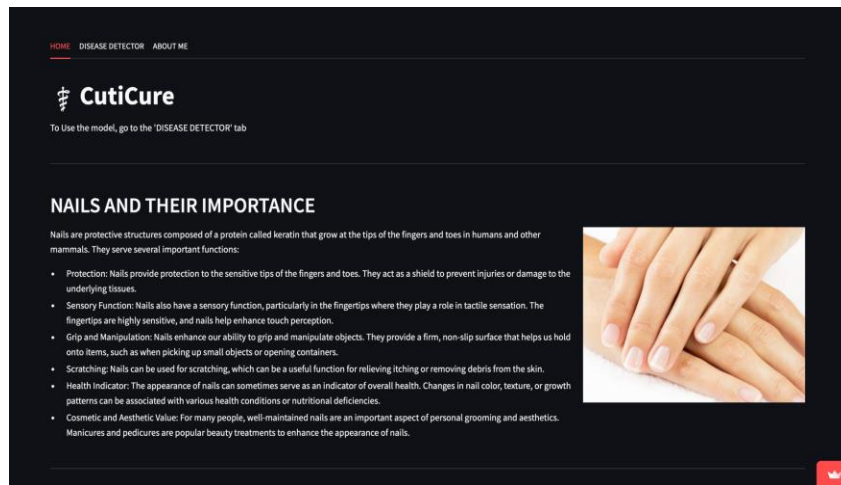 HOME DISEASE DETECTOR ABOUT ME
CutiCure
To Use the model, go to the 'DISEASE DETECTOR' tab
NAILS AND THEIR IMPORTANCE
Nails are protective structures composed of a protein called keratin that grow at the tips of the fingers and toes in humans and other
mammals. They serve several important functions:
• Protection: Nails provide protection to the sensitive tips of the fingers and toes. They act as a shield to prevent injuries or damage to the
underlying tissues.
• Sensory Function: Nails also have a sensory function, particularly in the fingertips where they play a role in tactile sensation. The
fingertips are highly sensitive, and nails help enhance touch perception.
• Grip and Manipulation: Nails enhance our ability to grip and manipulate objects. They provide a firm, non-slip surface that helps us hold
onto items, such as when picking up small objects or opening containers.
• Scratching: Nails can be used for scratching, which can be a useful function for relieving itching or removing debris from the skin.
• Health Indicator: The appearance of nails can sometimes serve as an indicator of overall health. Changes in nail color, texture, or growth
patterns can be associated with various health conditions or nutritional deficiencies.
• Cosmetic and Aesthetic Value: For many people, well-maintained nails are an important aspect of personal grooming and aesthetics.
Manicures and pedicures are popular beauty treatments to enhance the appearance of nails.